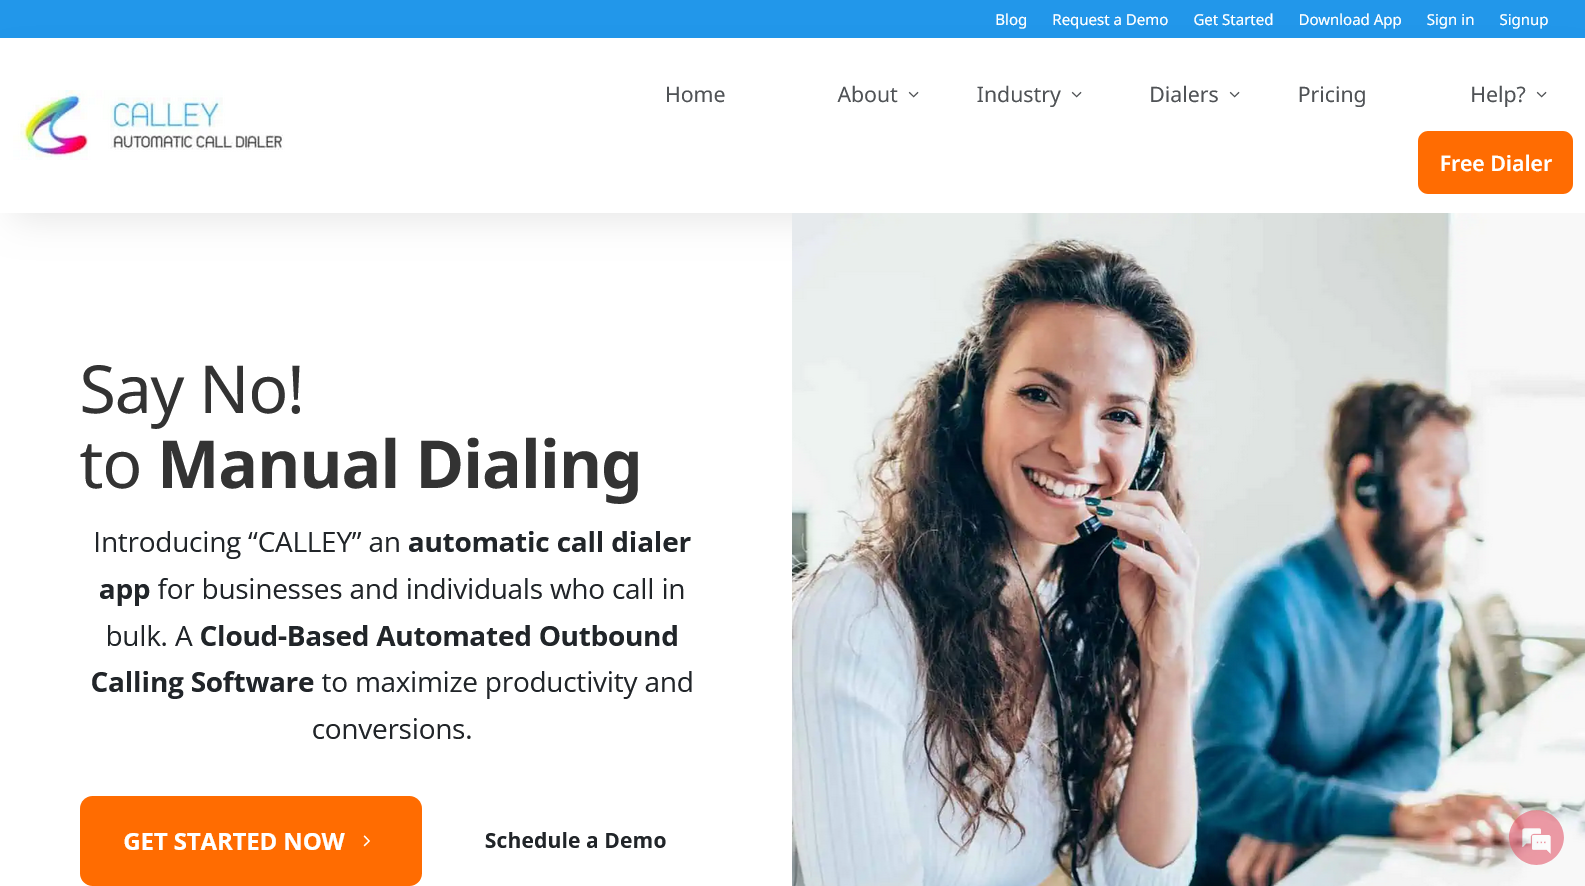 Blog Request a Demo Get Started Download App Sign in Signup
CALLEY
AUTOMATIC CALL DIALER
Home About Industry Dialers Pricing Help?
Free Dialer
Say No!
to Manual Dialing
Introducing “CALLEY” an automatic call dialer
app for businesses and individuals who call in
bulk. A Cloud-Based Automated Outbound
Calling Software to maximize productivity and
conversions.
GET STARTED NOW
Schedule a Demo